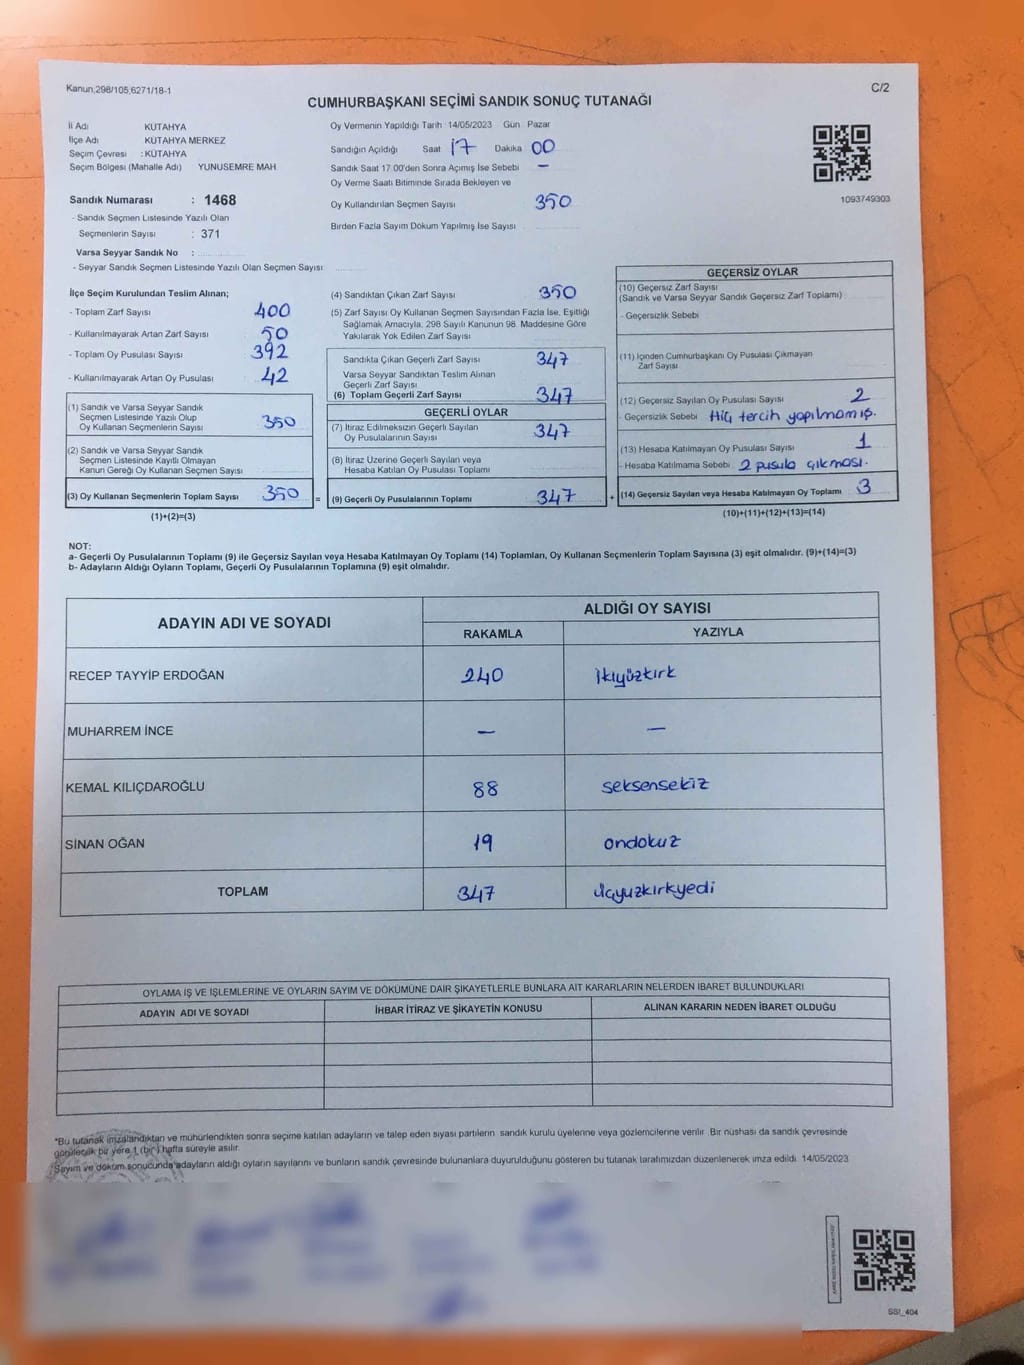 Kanun,298/105;6271/18-1
C/2
CUMHURBAŞKANI SEÇİMİ SANDIK SONUÇ TUTANAĞI
İl Adı KÜTAHYA
İlçe Adı KÜTAHYA MERKEZ
Seçim Çevresi : KÜTAHYA
Seçim Bölgesi (Mahalle Adı) YUNUSEMRE MAH
Oy Vermenin Yapıldığı Tarih 14/05/2023 Gün Pazar
Sandığın Açıldığı Saat 17 Dakika 00
Sandık Saat 17.00'den Sonra Açımış İse Sebebi —
Oy Verme Saati Bitiminde Sırada Bekleyen ve
Oy Kullandırılan Seçmen Sayısı 350
Birden Fazla Sayım Döküm Yapılmış İse Sayısı
1093749303
Sandık Numarası : 1468
- Sandık Seçmen Listesinde Yazılı Olan
Seçmenlerin Sayısı : 371
Varsa Seyyar Sandık No :
- Seyyar Sandık Seçmen Listesinde Yazılı Olan Seçmen Sayısı:
İlçe Seçim Kurulundan Teslim Alınan;
- Toplam Zarf Sayısı 400
- Kullanılmayarak Artan Zarf Sayısı 50
- Toplam Oy Pusulası Sayısı 392
- Kullanılmayarak Artan Oy Pusulası 42
(1) Sandık ve Varsa Seyyar Sandık
Seçmen Listesinde Yazılı Olup
Oy Kullanan Seçmenlerin Sayısı 350
(2) Sandık ve Varsa Seyyar Sandık
Seçmen Listesinde Kayıtlı Olmayan
Kanun Gereği Oy Kullanan Seçmen Sayısı
(3) Oy Kullanan Seçmenlerin Toplam Sayısı 350 =
(1)+(2)=(3)
(4) Sandıktan Çıkan Zarf Sayısı 350
(5) Zarf Sayısı Oy Kullanan Seçmen Sayısından Fazla İse, Eşitliği
Sağlamak Amacıyla, 298 Sayılı Kanunun 98. Maddesine Göre
Yakılarak Yok Edilen Zarf Sayısı
Sandıkta Çıkan Geçerli Zarf Sayısı 347
Varsa Seyyar Sandıktan Teslim Alınan
Geçerli Zarf Sayısı
(6) Toplam Geçerli Zarf Sayısı 347
GEÇERLİ OYLAR
(7) İtiraz Edilmeksizin Geçerli Sayılan
Oy Pusulalarının Sayısı 347
(8) İtiraz Üzerine Geçerli Sayılan veya
Hesaba Katılan Oy Pusulası Toplamı
(9) Geçerli Oy Pusulalarının Toplamı 347 +
GEÇERSİZ OYLAR
(10) Geçersiz Zarf Sayısı
(Sandık ve Varsa Seyyar Sandık Geçersiz Zarf Toplamı)
- Geçersizlik Sebebi
(11) İçinden Cumhurbaşkanı Oy Pusulası Çıkmayan
Zarf Sayısı
(12) Geçersiz Sayılan Oy Pusulası Sayısı 2
- Geçersizlik Sebebi Hiç tercih yapılmamış.
(13) Hesaba Katılmayan Oy Pusulası Sayısı 1
- Hesaba Katılmama Sebebi 2 pusula çıkması.
(14) Geçersiz Sayılan veya Hesaba Katılmayan Oy Toplamı 3
(10)+(11)+(12)+(13)=(14)
NOT:
a- Geçerli Oy Pusulalarının Toplamı (9) ile Geçersiz Sayılan veya Hesaba Katılmayan Oy Toplamı (14) Toplamları, Oy Kullanan Seçmenlerin Toplam Sayısına (3) eşit olmalıdır. (9)+(14)=(3)
b- Adayların Aldığı Oyların Toplamı, Geçerli Oy Pusulalarının Toplamına (9) eşit olmalıdır.
ADAYIN ADI VE SOYADI
ALDIĞI OY SAYISI
RAKAMLA YAZIYLA
RECEP TAYYİP ERDOĞAN 240 ikiyüzkırk
MUHARREM İNCE — —
KEMAL KILIÇDAROĞLU 88 seksensekiz
SİNAN OĞAN 19 ondokuz
TOPLAM 347 üçyüzkırkyedi
OYLAMA İŞ VE İŞLEMLERİNE VE OYLARIN SAYIM VE DÖKÜMÜNE DAİR ŞİKAYETLERLE BUNLARA AİT KARARLARIN NELERDEN İBARET BULUNDUKLARI
ADAYIN ADI VE SOYADI İHBAR İTİRAZ VE ŞİKAYETİN KONUSU ALINAN KARARIN NEDEN İBARET OLDUĞU
*Bu tutanak imzalandıktan ve mühürlendikten sonra seçime katılan adayların ve talep eden siyasi partilerin sandık kurulu üyelerine veya gözlemcilerine verilir. Bir nüshası da sandık çevresinde
görülecek bir yere 1 (bir) hafta süreyle asılır.
Sayım ve döküm sonucunda adayların aldığı oyların sayılarını ve bunların sandık çevresinde bulunanlara duyurulduğunu gösteren bu tutanak tarafımızdan düzenlenerek imza edildi. 14/05/2023
SSI_404